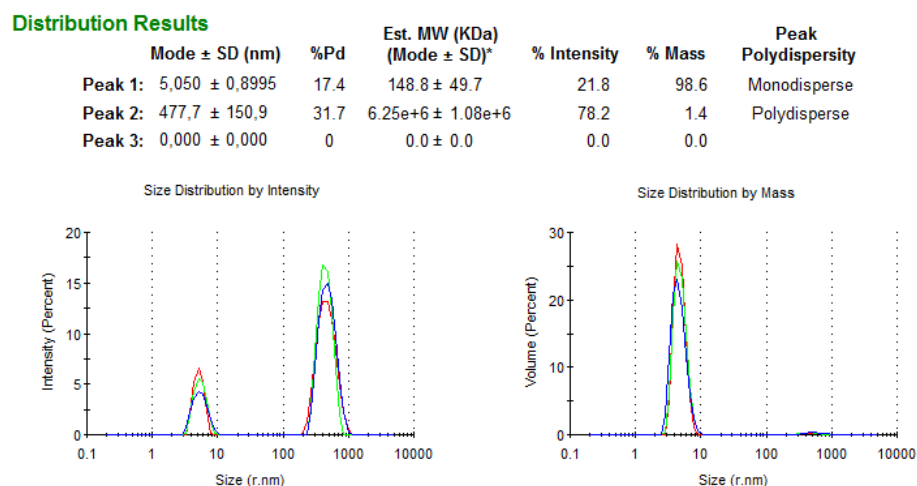 Distribution Results
Mode ± SD (nm) %Pd Est. MW (KDa) (Mode ± SD)* % Intensity % Mass Peak Polydispersity
Peak 1: 5,050 ± 0,8995 17.4 148.8 ± 49.7 21.8 98.6 Monodisperse
Peak 2: 477,7 ± 150,9 31.7 6.25e+6 ± 1.08e+6 78.2 1.4 Polydisperse
Peak 3: 0,000 ± 0,000 0 0.0 ± 0.0 0.0 0.0
Size Distribution by Intensity
20
15
10
5
0
Intensity (Percent)
0.1 1 10 100 1000 10000
Size (r.nm)
Size Distribution by Mass
30
20
10
0
Volume (Percent)
0.1 1 10 100 1000 10000
Size (r.nm)